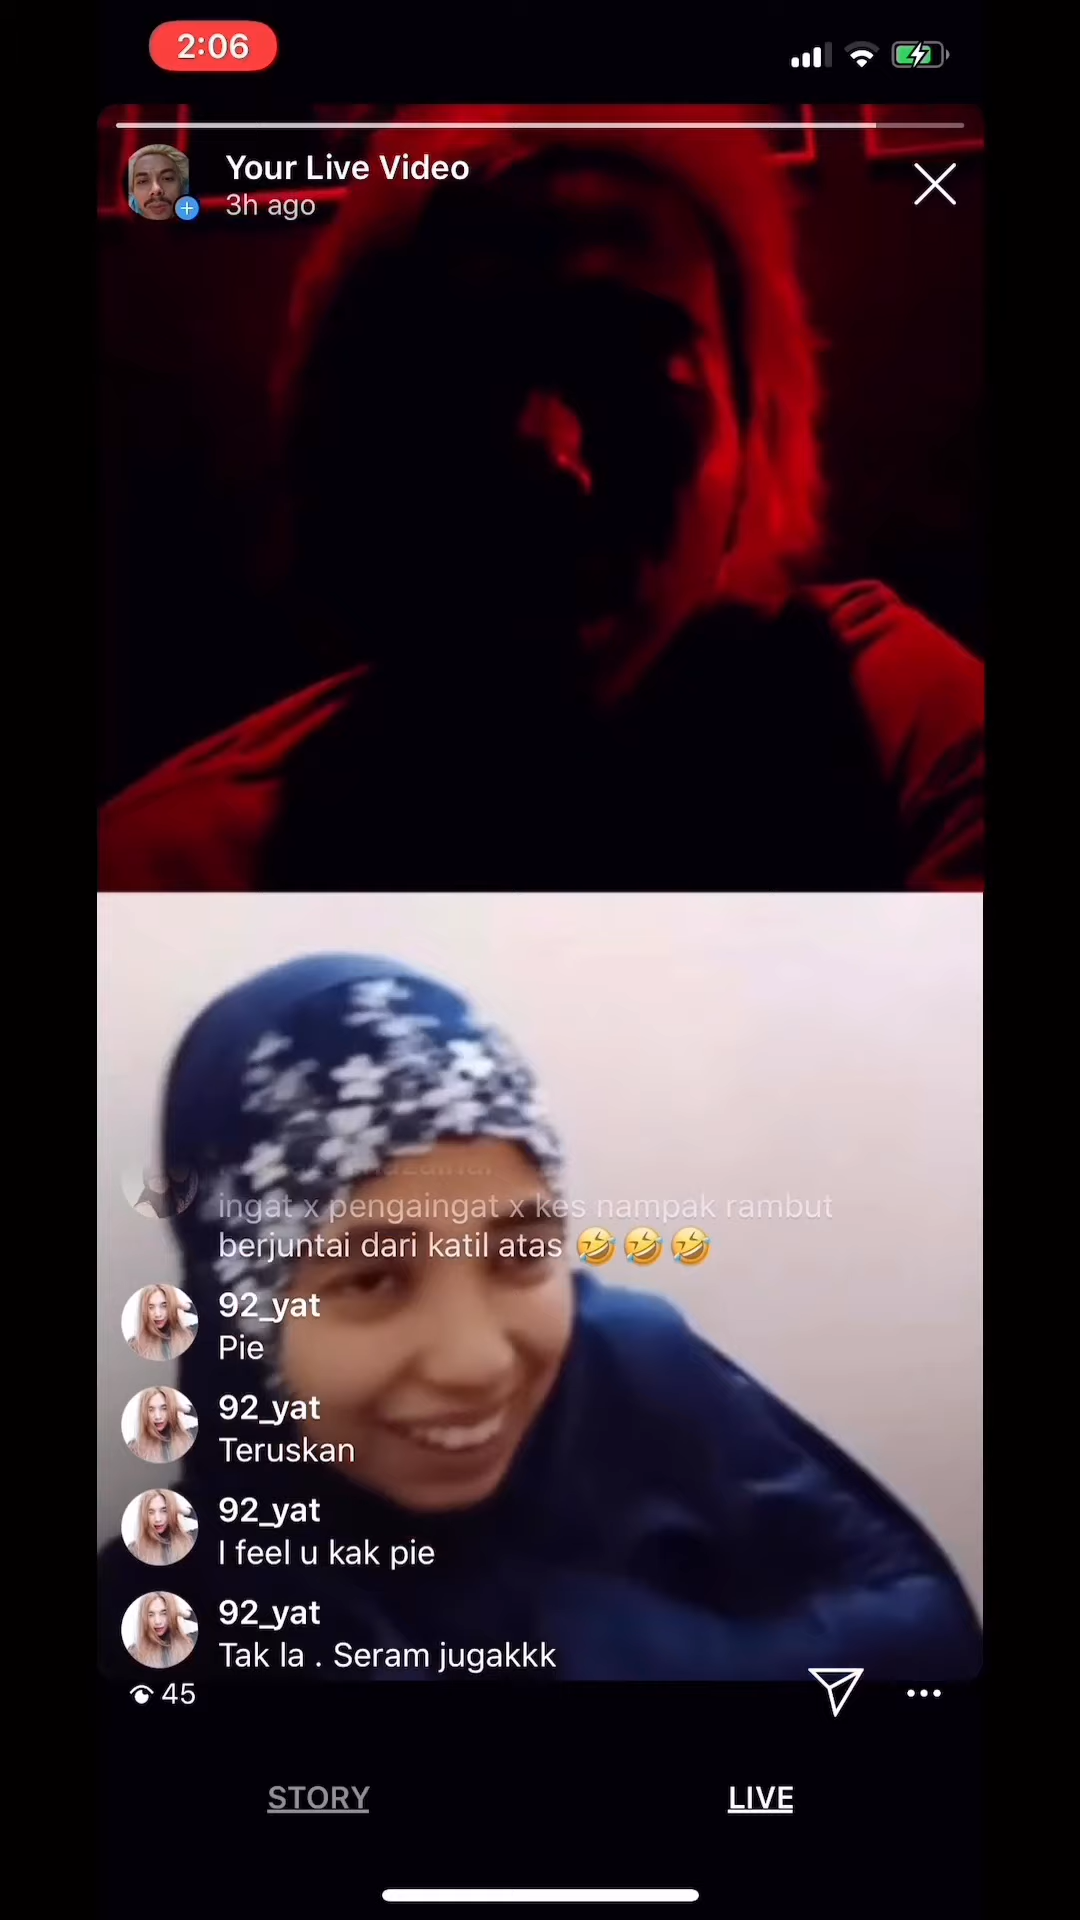 2:06
Your Live Video
3h ago
ingat x pengaingat x kes nampak rambut
berjuntai dari katil atas 🤣🤣🤣
92_yat
Pie
92_yat
Teruskan
92_yat
I feel u kak pie
92_yat
Tak la . Seram jugakkk
45
STORY
LIVE